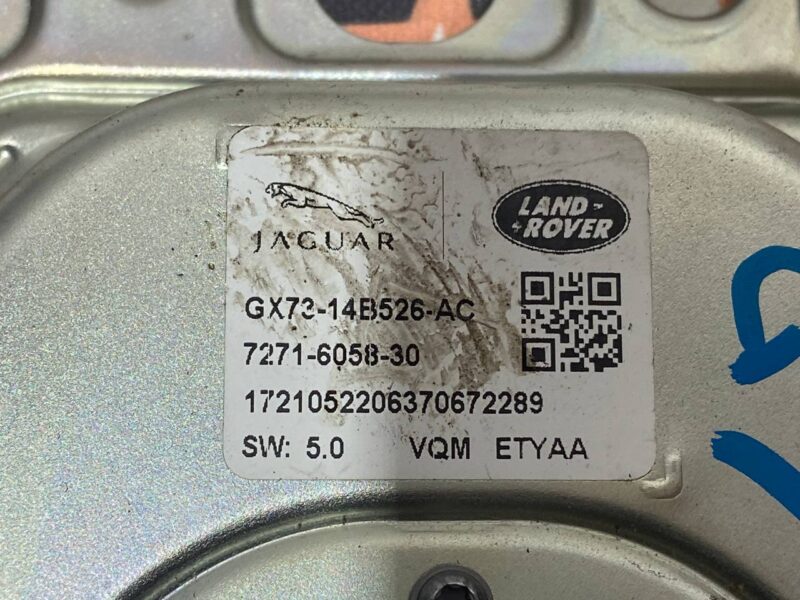 JAGUAR
LAND-
ROVER
GX73-14B526-AC
7271-6058-30
1721052206370672289
SW: 5.0 VQM ETYAA